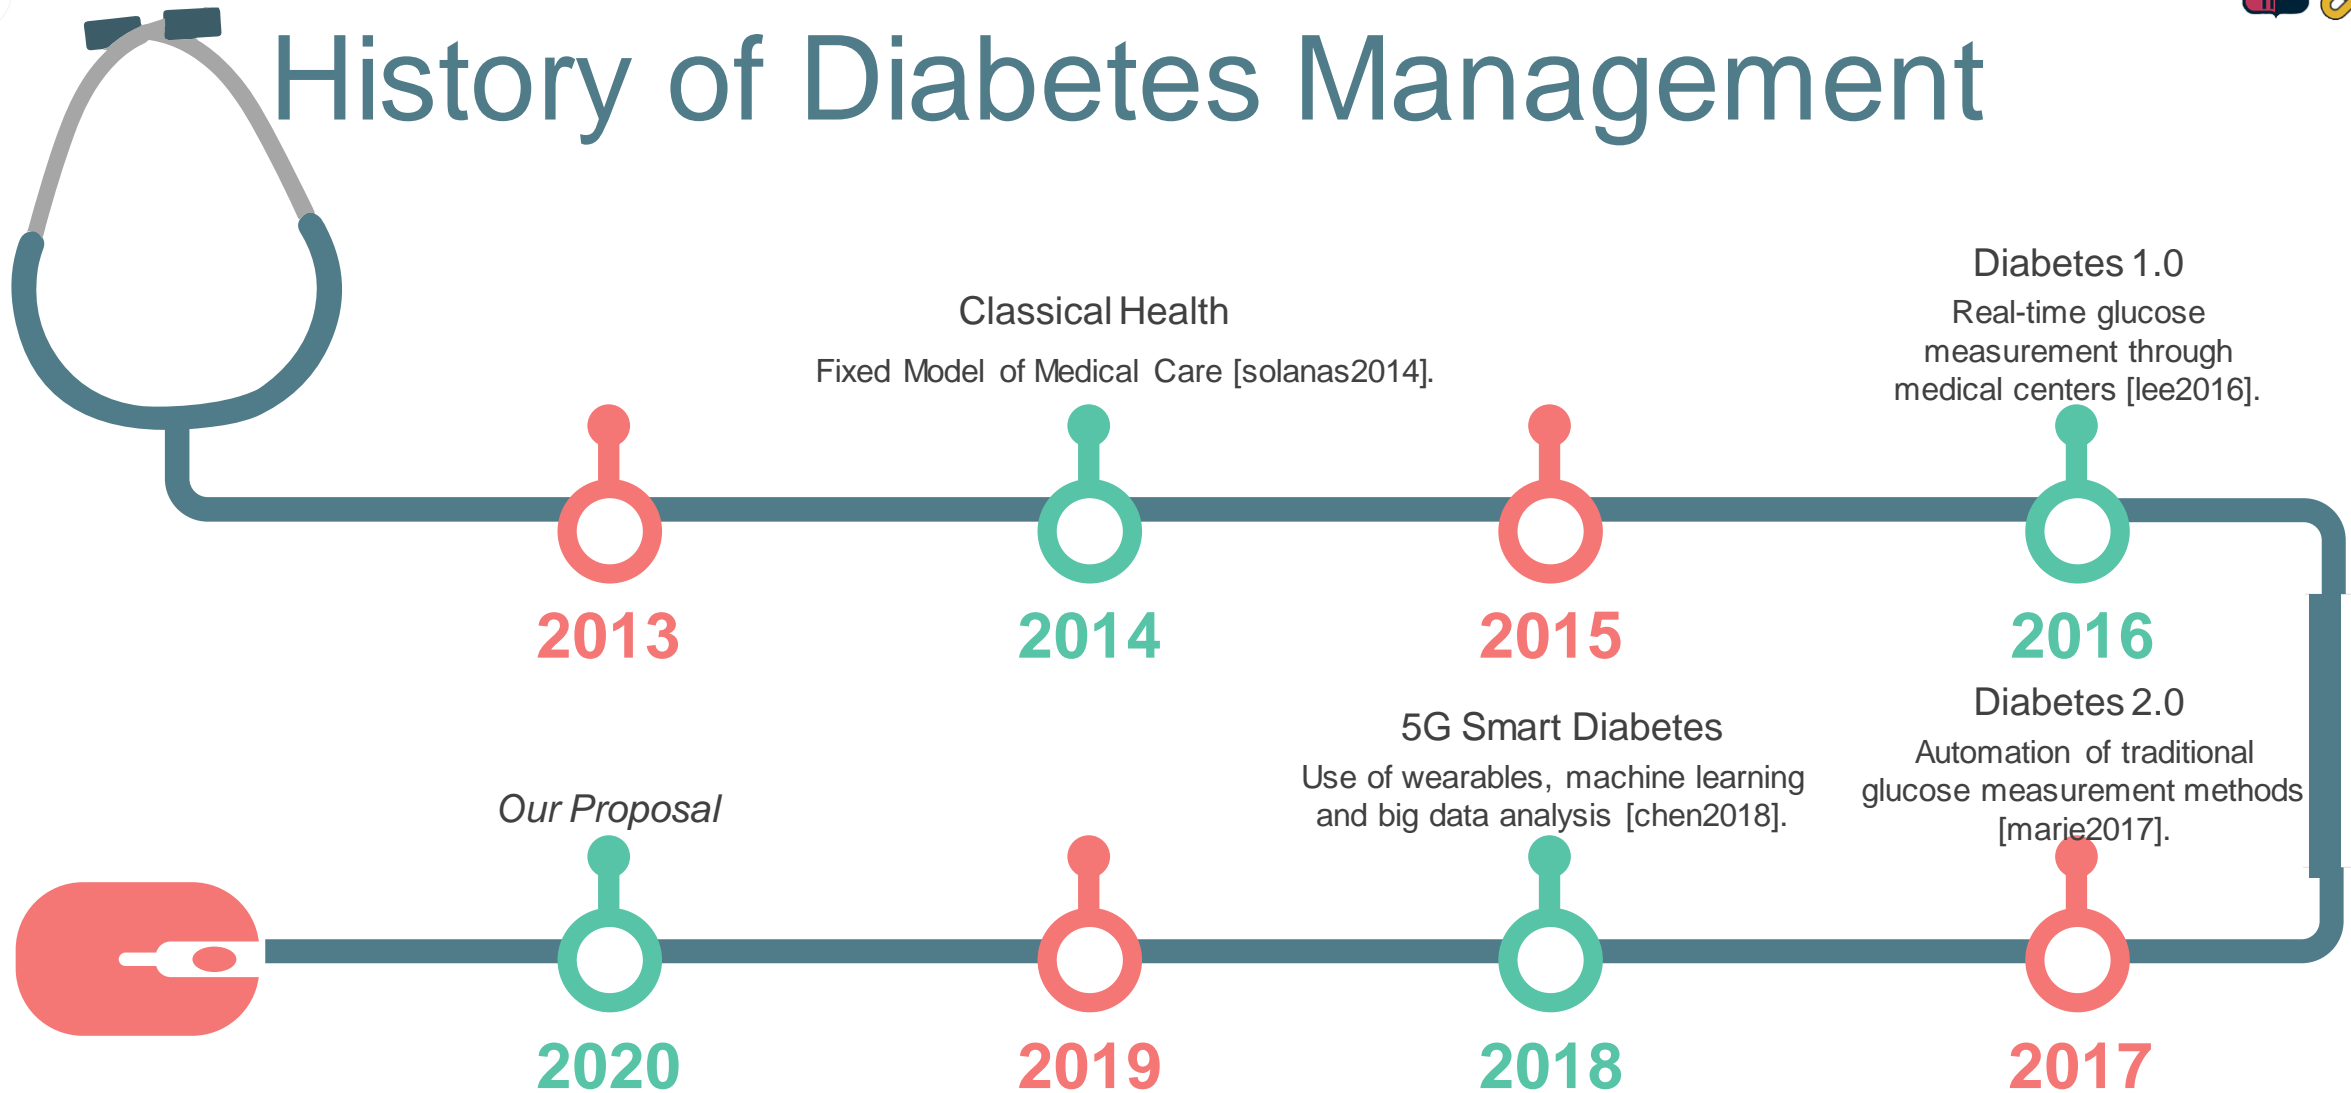 History of Diabetes Management
Classical Health
Fixed Model of Medical Care [solanas2014].
Diabetes 1.0
Real-time glucose
measurement through
medical centers [lee2016].
2013
2014
2015
2016
Diabetes 2.0
Automation of traditional
glucose measurement methods
[marie2017].
5G Smart Diabetes
Use of wearables, machine learning
and big data analysis [chen2018].
Our Proposal
2020
2019
2018
2017